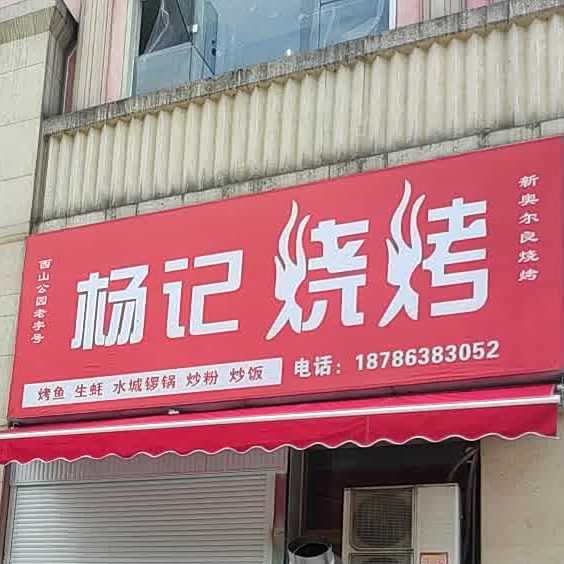 西山公园老字号
杨记 烧烤
新奥尔良烧烤
烤鱼 生蚝 水城锣锅 炒粉 炒饭
电话：18786383052